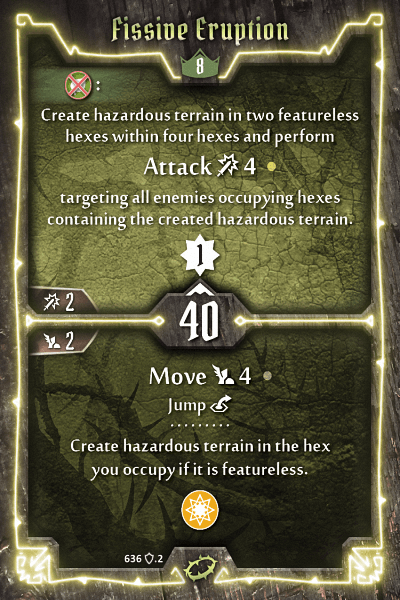 Fissive Eruption
8
:
Create hazardous terrain in two featureless
hexes within four hexes and perform
Attack 4
targeting all enemies occupying hexes
containing the created hazardous terrain.
1
2
40
2
Move 4
Jump
Create hazardous terrain in the hex
you occupy if it is featureless.
636 .2